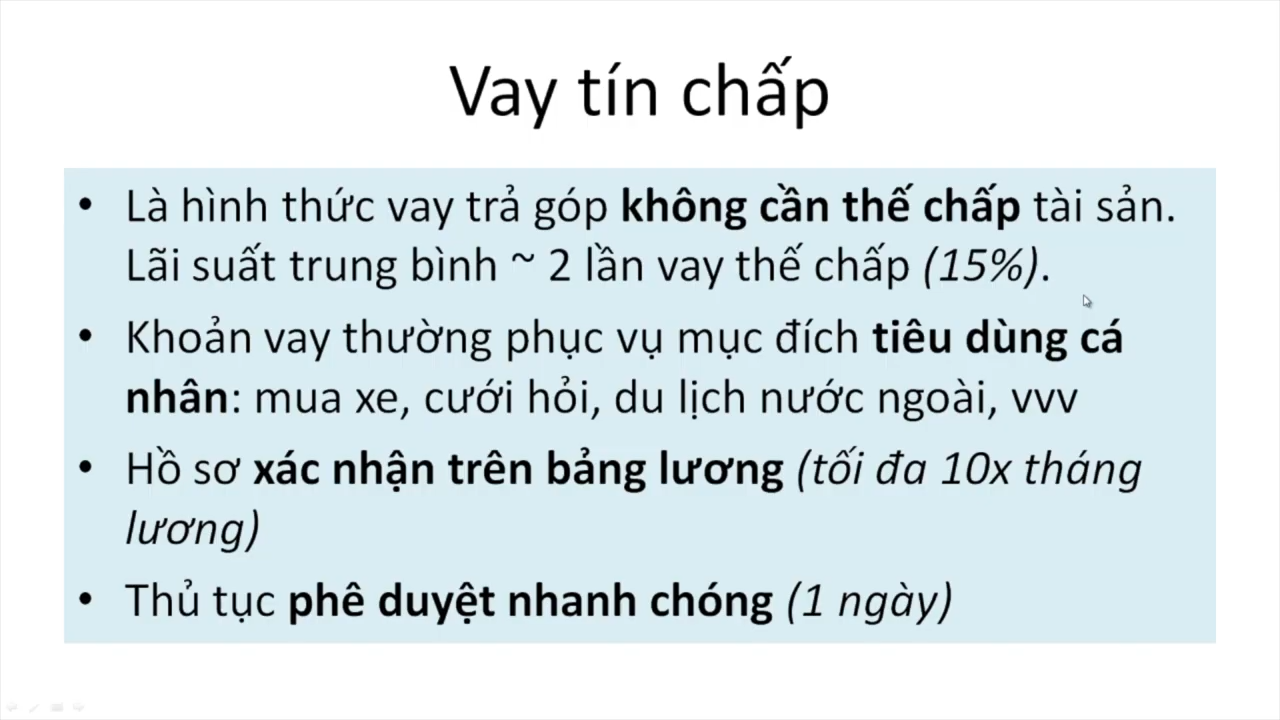 Vay tín chấp
• Là hình thức vay trả góp không cần thế chấp tài sản.
Lãi suất trung bình ~ 2 lần vay thế chấp (15%).
• Khoản vay thường phục vụ mục đích tiêu dùng cá
nhân: mua xe, cưới hỏi, du lịch nước ngoài, vvv
• Hồ sơ xác nhận trên bảng lương (tối đa 10x tháng
lương)
• Thủ tục phê duyệt nhanh chóng (1 ngày)